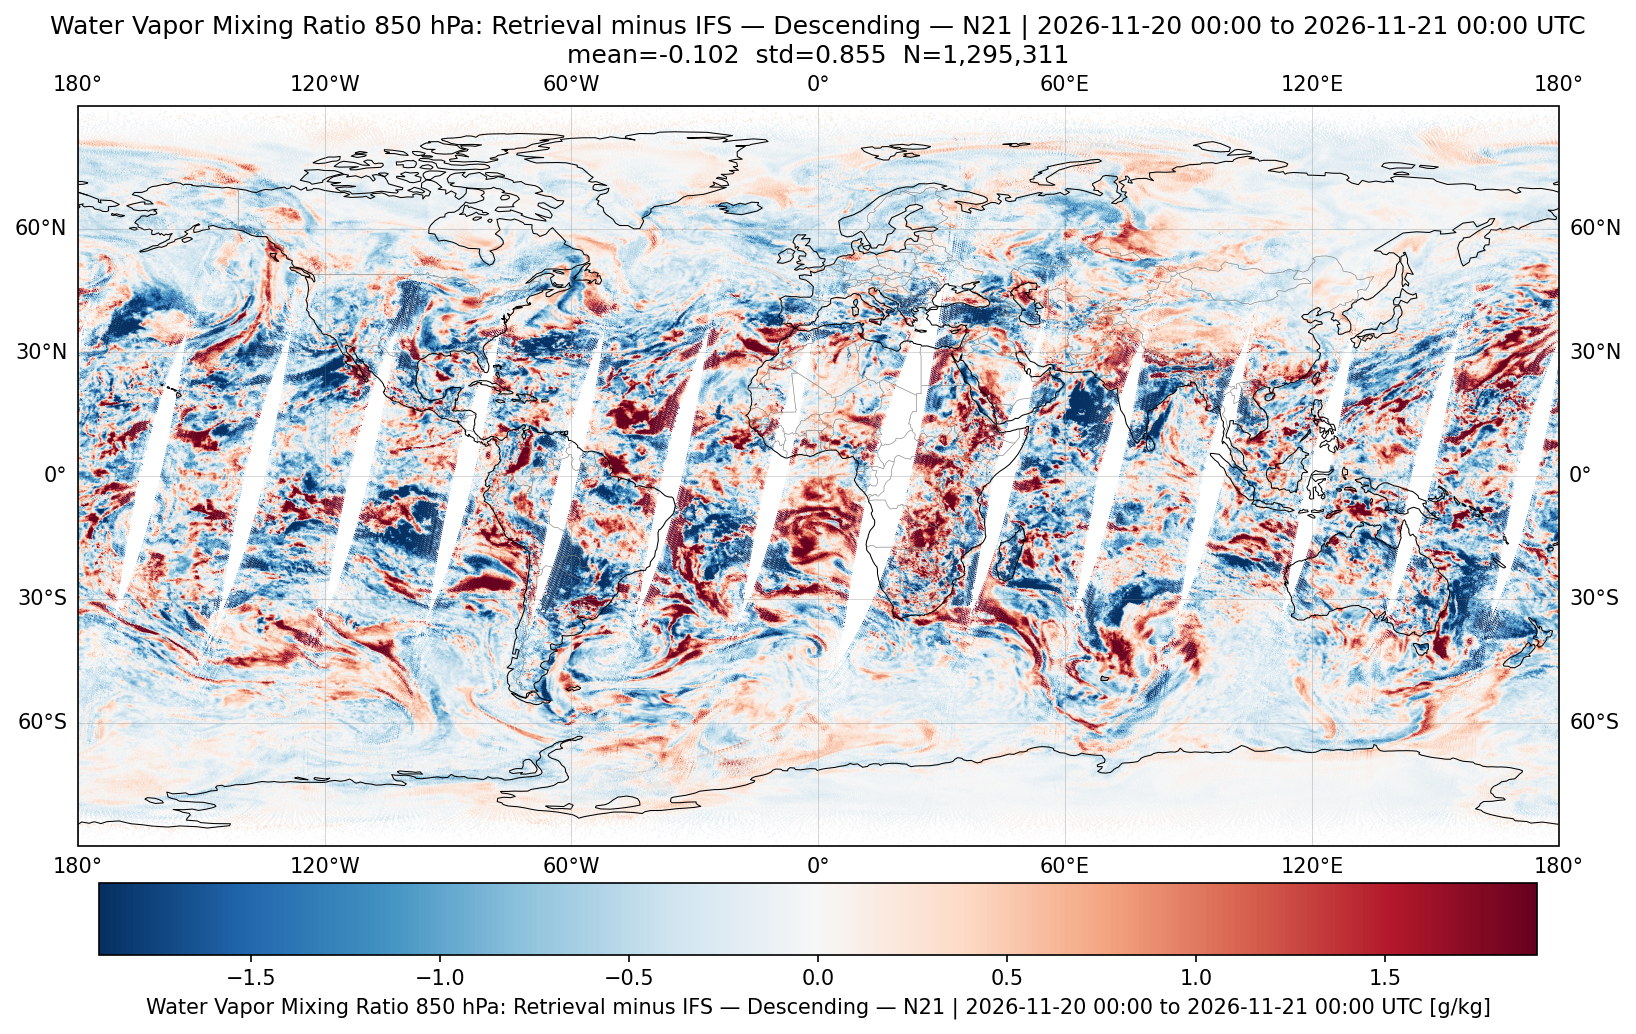 Water Vapor Mixing Ratio 850 hPa: Retrieval minus IFS — Descending — N21 | 2026-11-20 00:00 to 2026-11-21 00:00 UTC
mean=-0.102 std=0.855 N=1,295,311
180° 120°W 60°W 0° 60°E 120°E 180°
60°N 60°N
30°N 30°N
0° 0°
30°S 30°S
60°S 60°S
180° 120°W 60°W 0° 60°E 120°E 180°
−1.5 −1.0 −0.5 0.0 0.5 1.0 1.5
Water Vapor Mixing Ratio 850 hPa: Retrieval minus IFS — Descending — N21 | 2026-11-20 00:00 to 2026-11-21 00:00 UTC [g/kg]